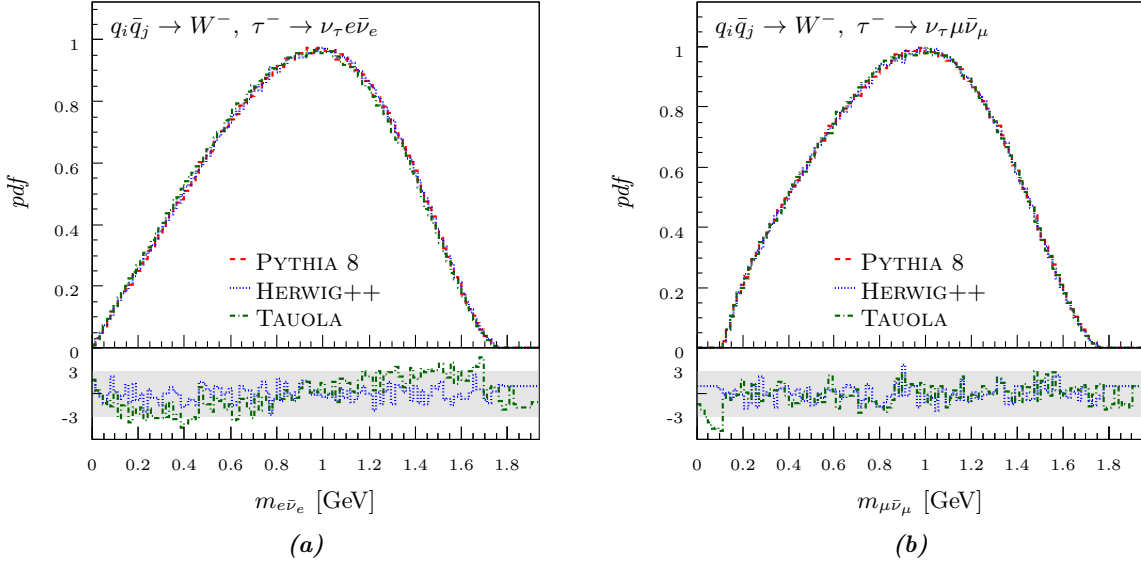 q_i q̄_j → W⁻, τ⁻ → ν_τ e ν̄_e
1
0.8
0.6
0.4
0.2
0
pdf
PYTHIA 8
HERWIG++
TAUOLA
3
-3
0 0.2 0.4 0.6 0.8 1 1.2 1.4 1.6 1.8
m_{eν̄_e} [GeV]
(a)
q_i q̄_j → W⁻, τ⁻ → ν_τ μ ν̄_μ
1
0.8
0.6
0.4
0.2
0
pdf
PYTHIA 8
HERWIG++
TAUOLA
3
-3
0 0.2 0.4 0.6 0.8 1 1.2 1.4 1.6 1.8
m_{μν̄_μ} [GeV]
(b)